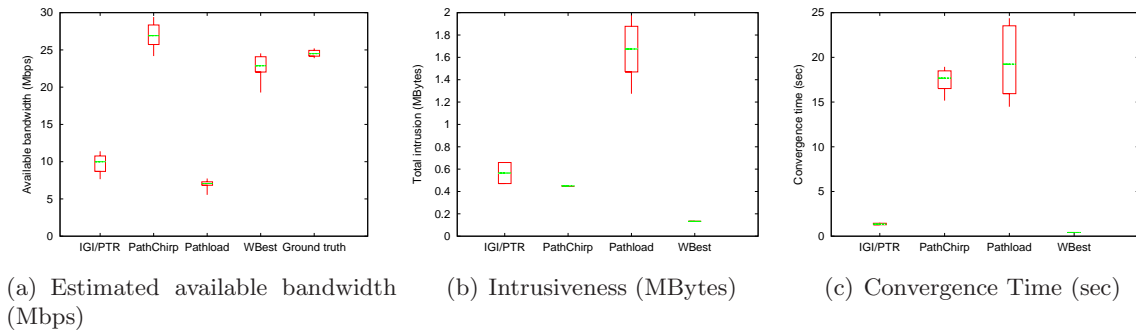 Available bandwidth (Mbps)
30
25
20
15
10
5
0
IGI/PTR PathChirp Pathload WBest Ground truth
(a) Estimated available bandwidth
(Mbps)
Total intrusion (MBytes)
2
1.8
1.6
1.4
1.2
1
0.8
0.6
0.4
0.2
0
IGI/PTR PathChirp Pathload WBest
(b) Intrusiveness (MBytes)
Convergence time (sec)
25
20
15
10
5
0
IGI/PTR PathChirp Pathload WBest
(c) Convergence Time (sec)